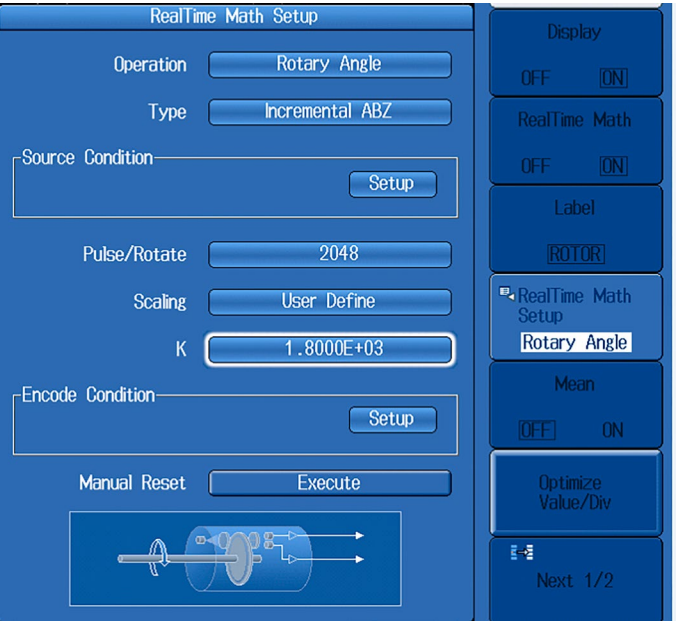 RealTime Math Setup
Operation
Rotary Angle
Type
Incremental ABZ
Source Condition
Setup
Pulse/Rotate
2048
Scaling
User Define
K
1.8000E+03
Encode Condition
Setup
Manual Reset
Execute
Display
OFF ON
RealTime Math
OFF ON
Label
ROTOR
RealTime Math
Setup
Rotary Angle
Mean
OFF ON
Optimize
Value/Div
Next 1/2